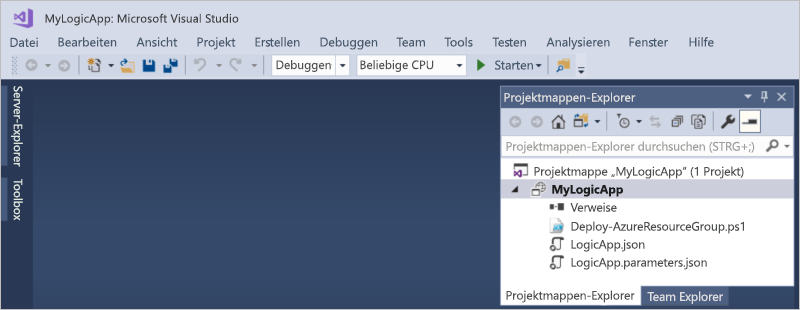 MyLogicApp: Microsoft Visual Studio
Datei Bearbeiten Ansicht Projekt Erstellen Debuggen Team Tools Testen Analysieren Fenster Hilfe
Debuggen Beliebige CPU Starten
Server-Explorer
Toolbox
Projektmappen-Explorer
Projektmappen-Explorer durchsuchen (STRG+;)
Projektmappe „MyLogicApp“ (1 Projekt)
MyLogicApp
Verweise
Deploy-AzureResourceGroup.ps1
LogicApp.json
LogicApp.parameters.json
Projektmappen-Explorer Team Explorer